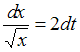 dx/√x = 2dt